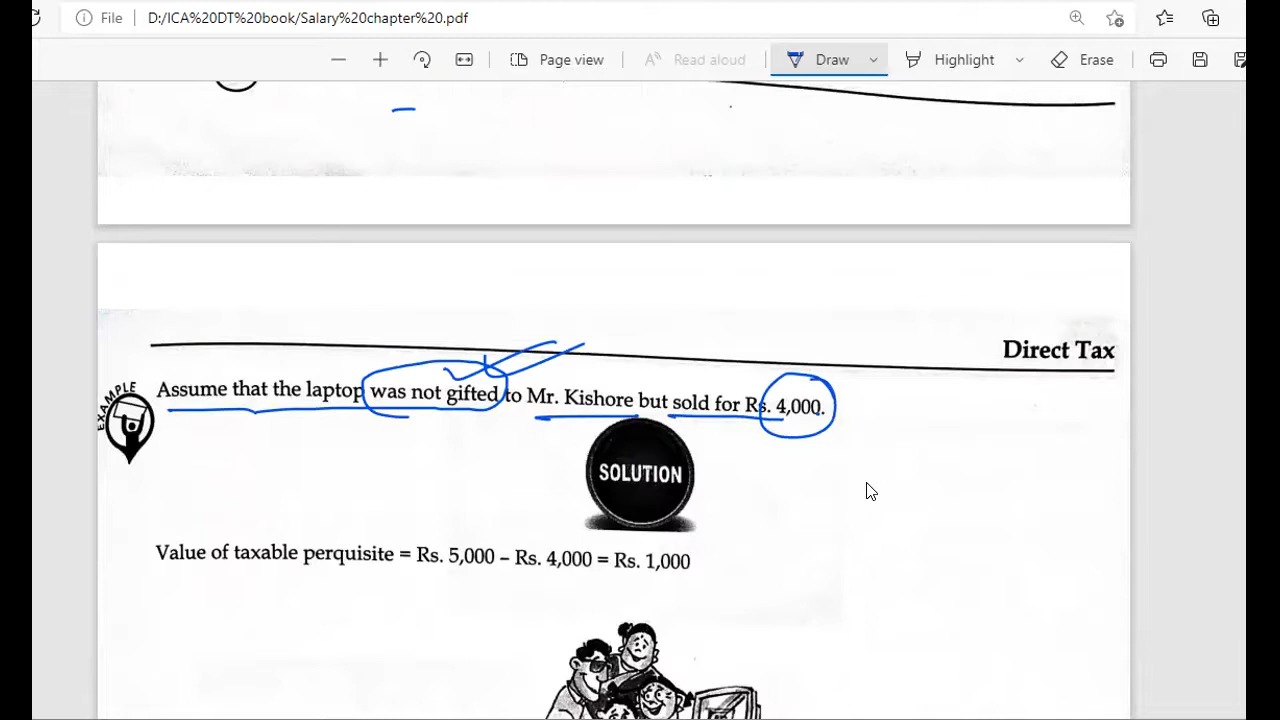 File
D:/ICA%20DT%20book/Salary%20chapter%20.pdf
Page view
Read aloud
Draw
Highlight
Erase
Direct Tax
EXAMPLE
Assume that the laptop was not gifted to Mr. Kishore but sold for Rs. 4,000.
SOLUTION
Value of taxable perquisite = Rs. 5,000 – Rs. 4,000 = Rs. 1,000